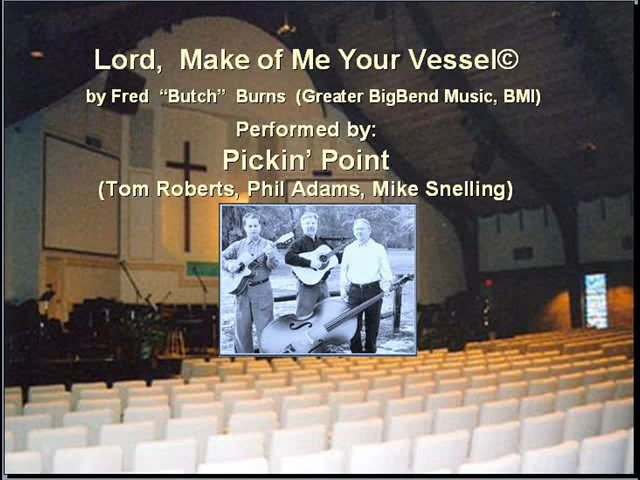 Lord,  Make of Me Your Vessel©
by Fred  “Butch”  Burns  (Greater BigBend Music, BMI)
Performed by:
Pickin’ Point
(Tom Roberts, Phil Adams, Mike Snelling)